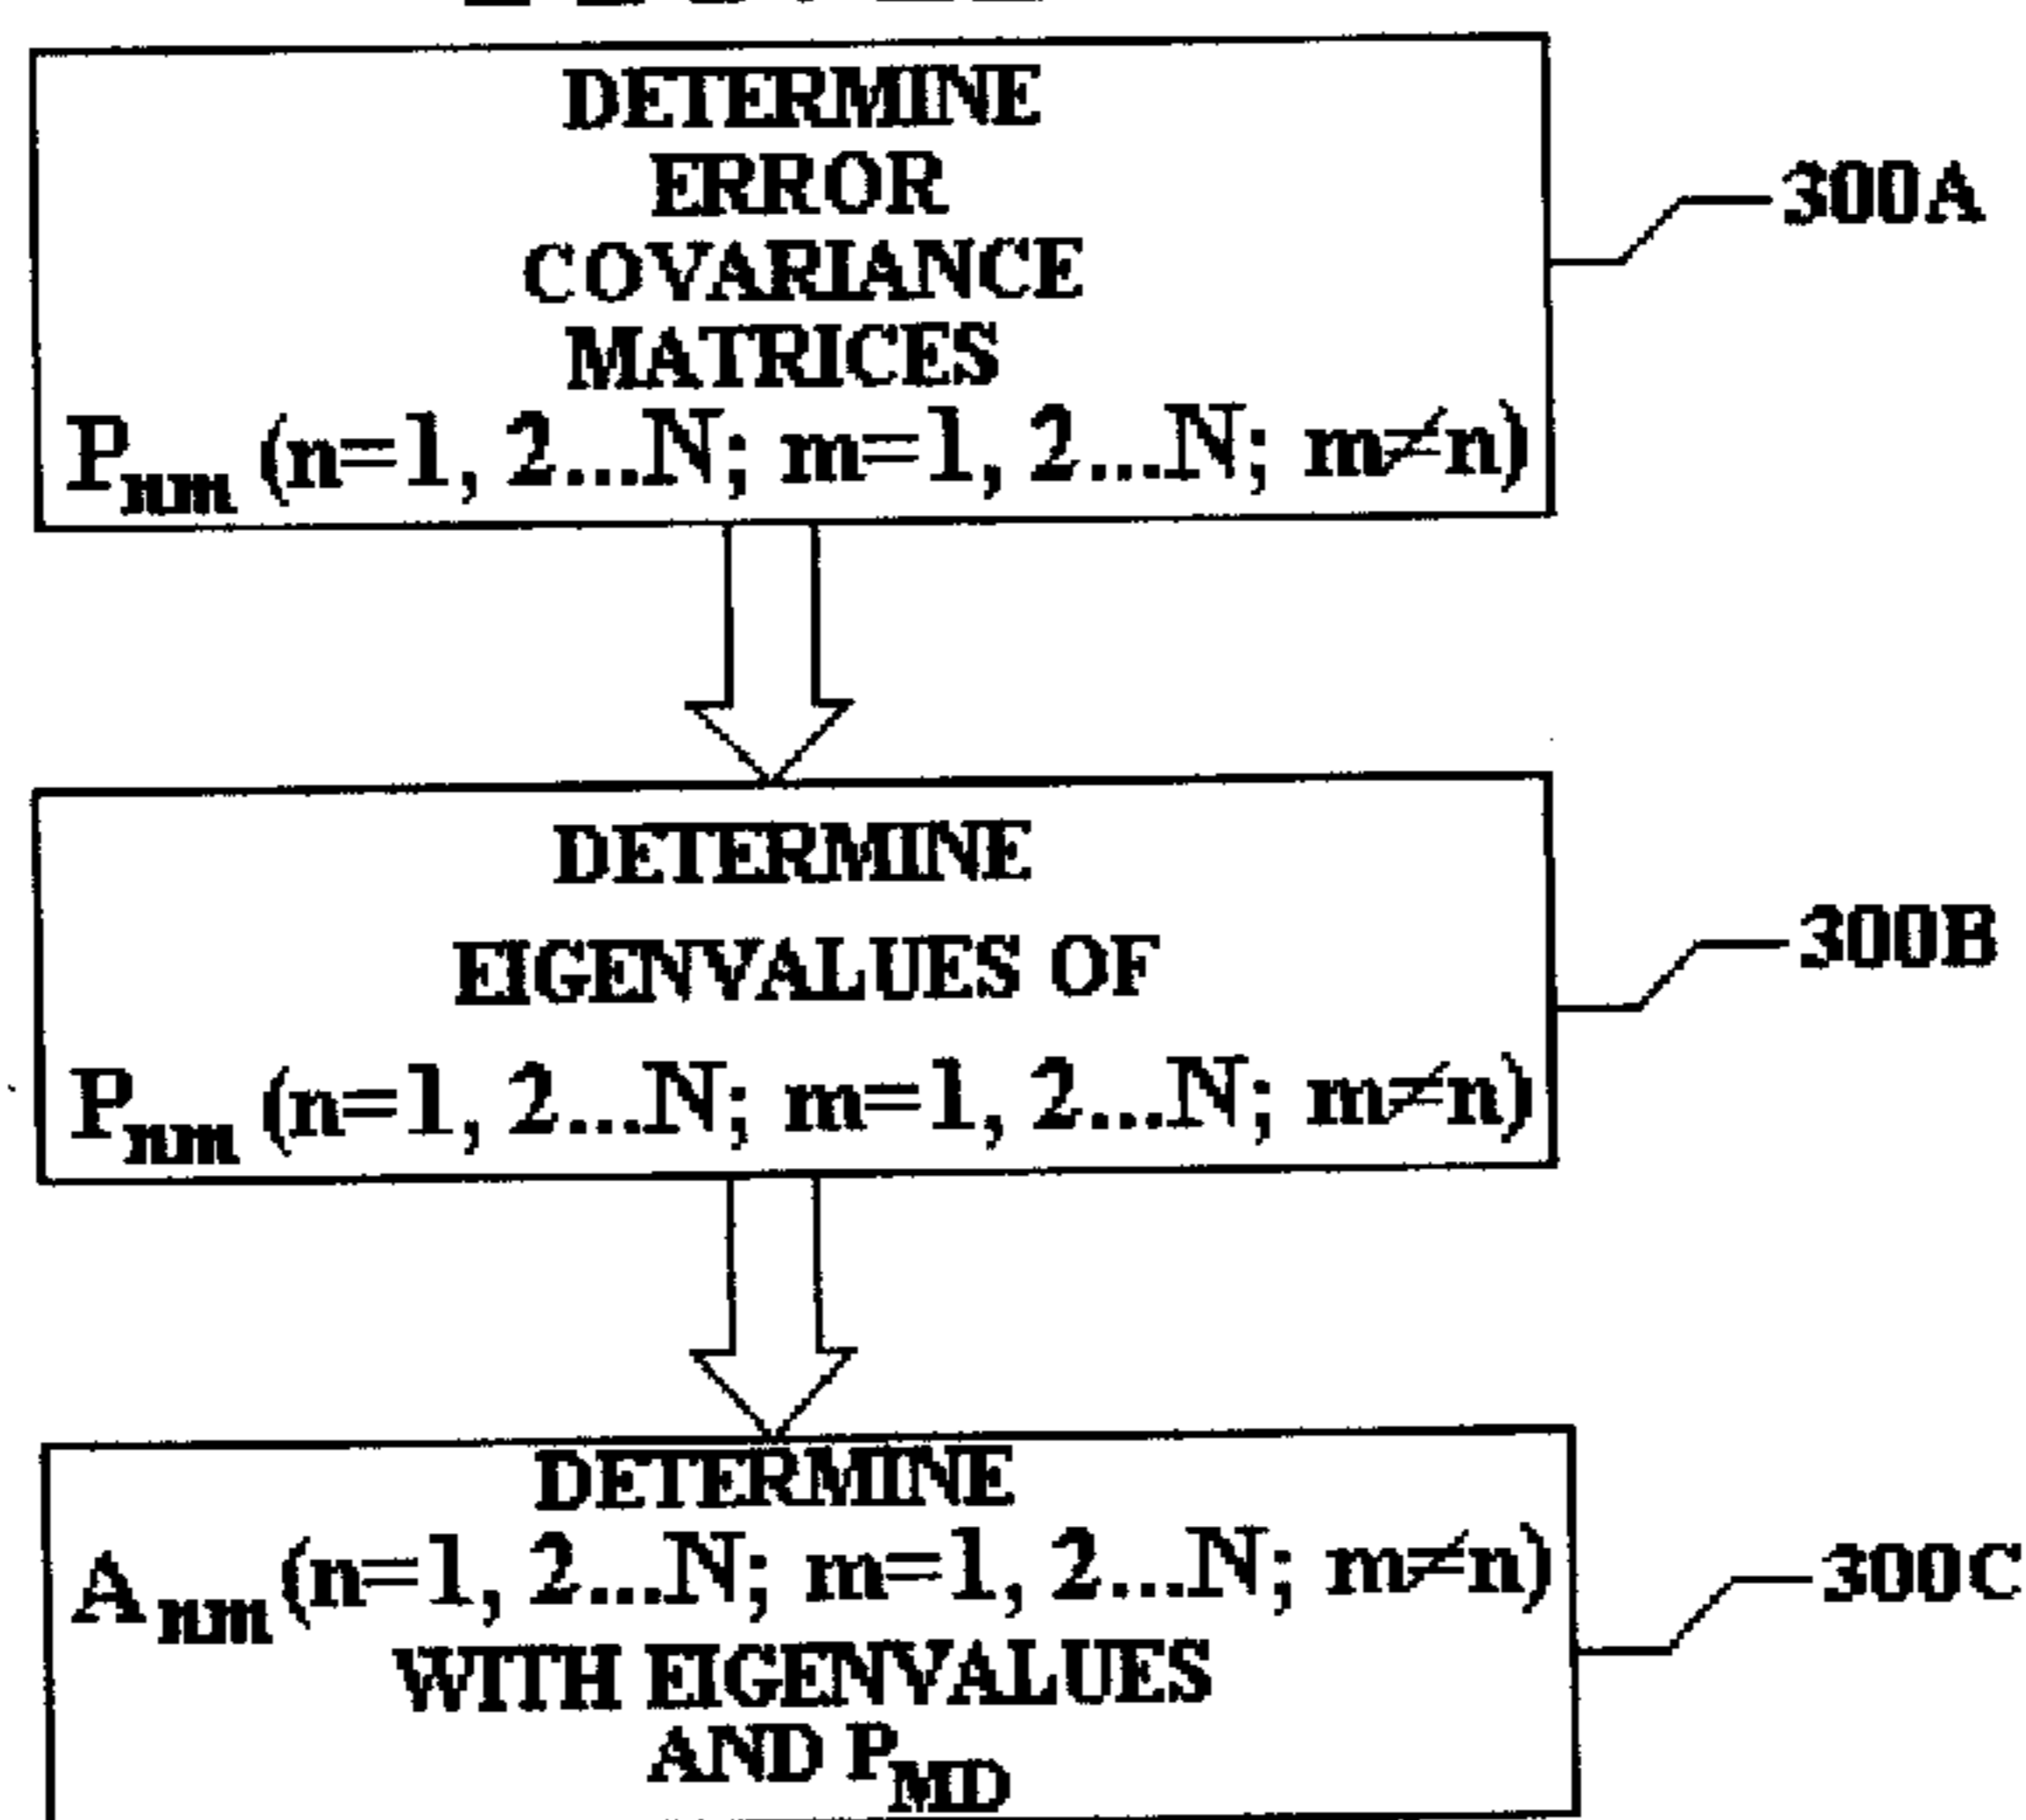 DETERMINE
ERROR
COVARIANCE
MATRICES
Pnm (n=1, 2...N; m=1, 2...N; m≠n)
300A
DETERMINE
EIGENVALUES OF
Pnm (n=1, 2...N; m=1, 2...N; m≠n)
300B
DETERMINE
Anm (n=1, 2...N; m=1, 2...N; m≠n)
WITH EIGENVALUES
AND PMD
300C